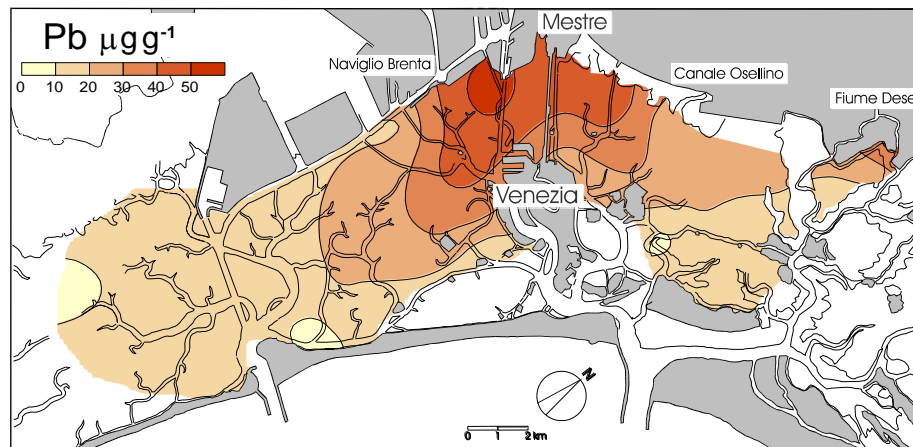 Mestre
Pb µg g-1
Naviglio Brenta
Canale Osellino
0 10 20 30 40 50
Fiume Dese
Venezia
N
0 1 2 km